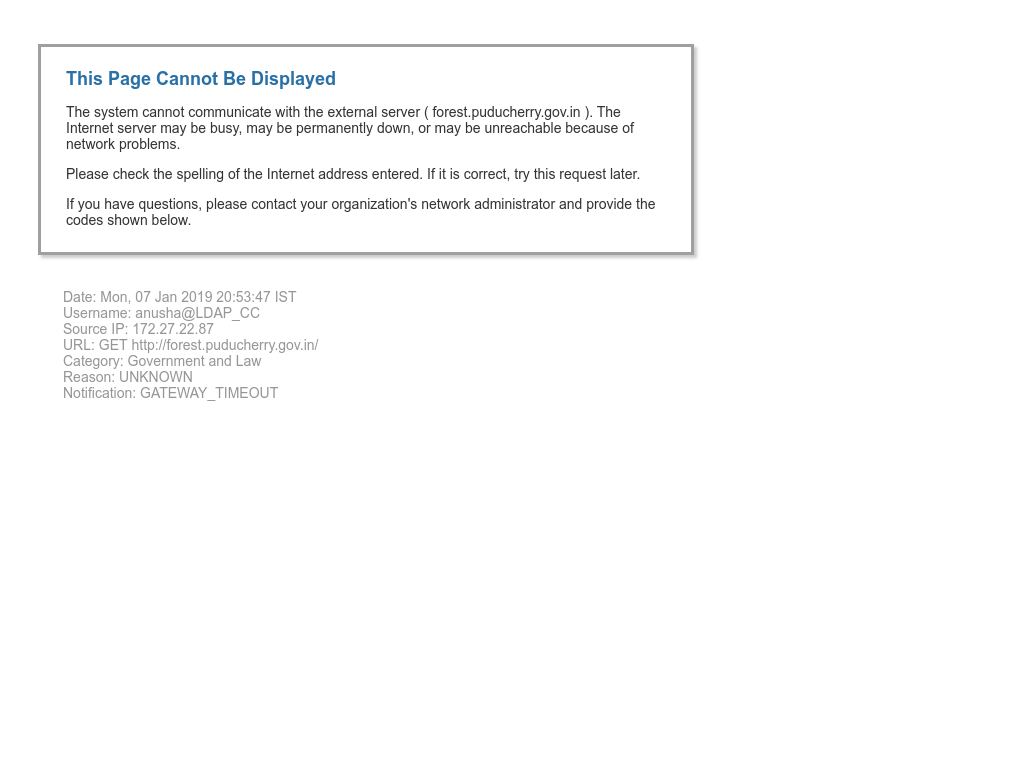 This Page Cannot Be Displayed
The system cannot communicate with the external server ( forest.puducherry.gov.in ). The
Internet server may be busy, may be permanently down, or may be unreachable because of
network problems.
Please check the spelling of the Internet address entered. If it is correct, try this request later.
If you have questions, please contact your organization's network administrator and provide the
codes shown below.
Date: Mon, 07 Jan 2019 20:53:47 IST
Username: anusha@LDAP_CC
Source IP: 172.27.22.87
URL: GET http://forest.puducherry.gov.in/
Category: Government and Law
Reason: UNKNOWN
Notification: GATEWAY_TIMEOUT